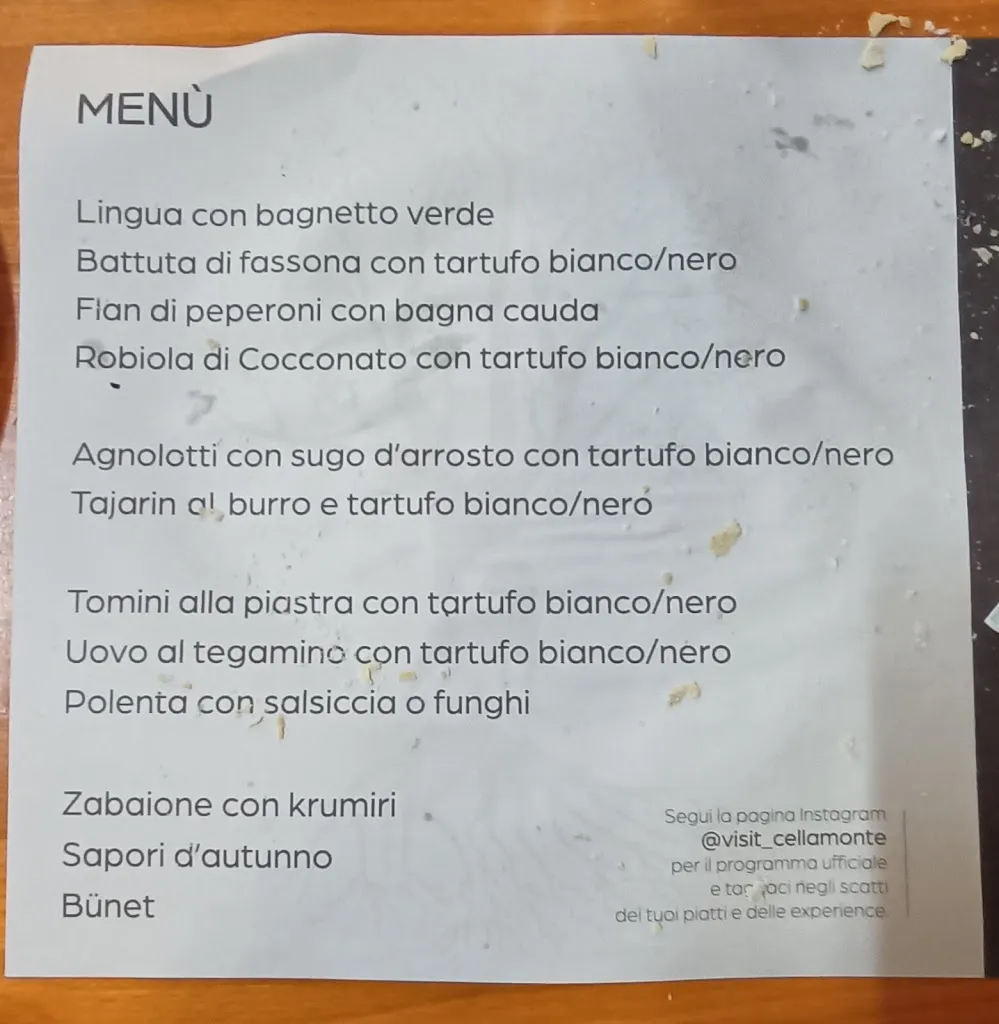 MENÙ
Lingua con bagnetto verde
Battuta di fassona con tartufo bianco/nero
Flan di peperoni con bagna cauda
Robiola di Cocconato con tartufo bianco/nero
Agnolotti con sugo d'arrosto con tartufo bianco/nero
Tajarin al burro e tartufo bianco/nero
Tomini alla piastra con tartufo bianco/nero
Uovo al tegamino con tartufo bianco/nero
Polenta con salsiccia o funghi
Zabaione con krumiri
Sapori d'autunno
Bünet
Segui la pagina Instagram
@visit_cellamonte
per il programma ufficiale
e taggaci negli scatti
dei tuoi piatti e delle experience